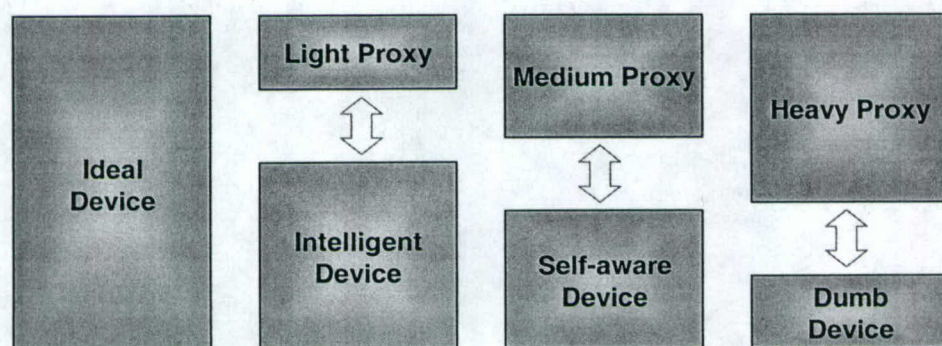 Ideal
Device
Light Proxy
Intelligent
Device
Medium Proxy
Self-aware
Device
Heavy Proxy
Dumb
Device